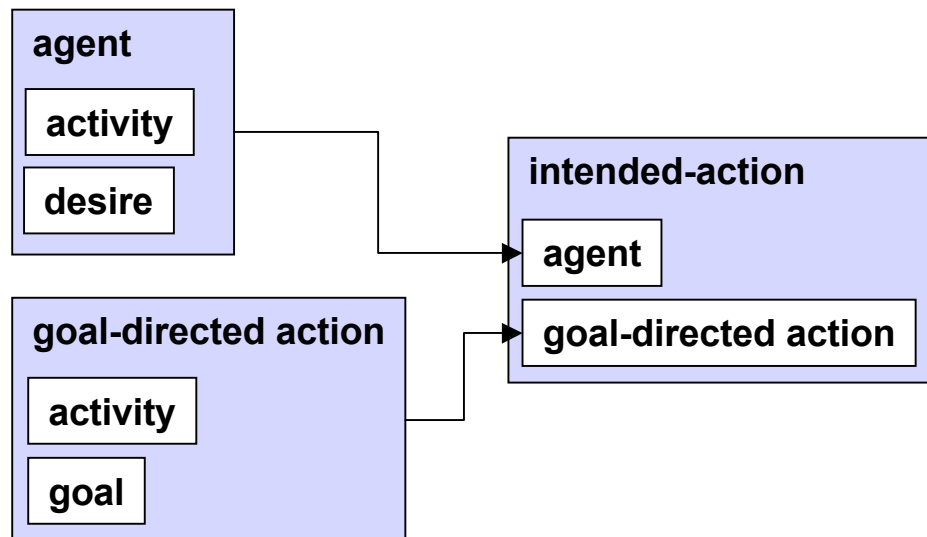 agent
activity
desire
goal-directed action
activity
goal
intended-action
agent
goal-directed action